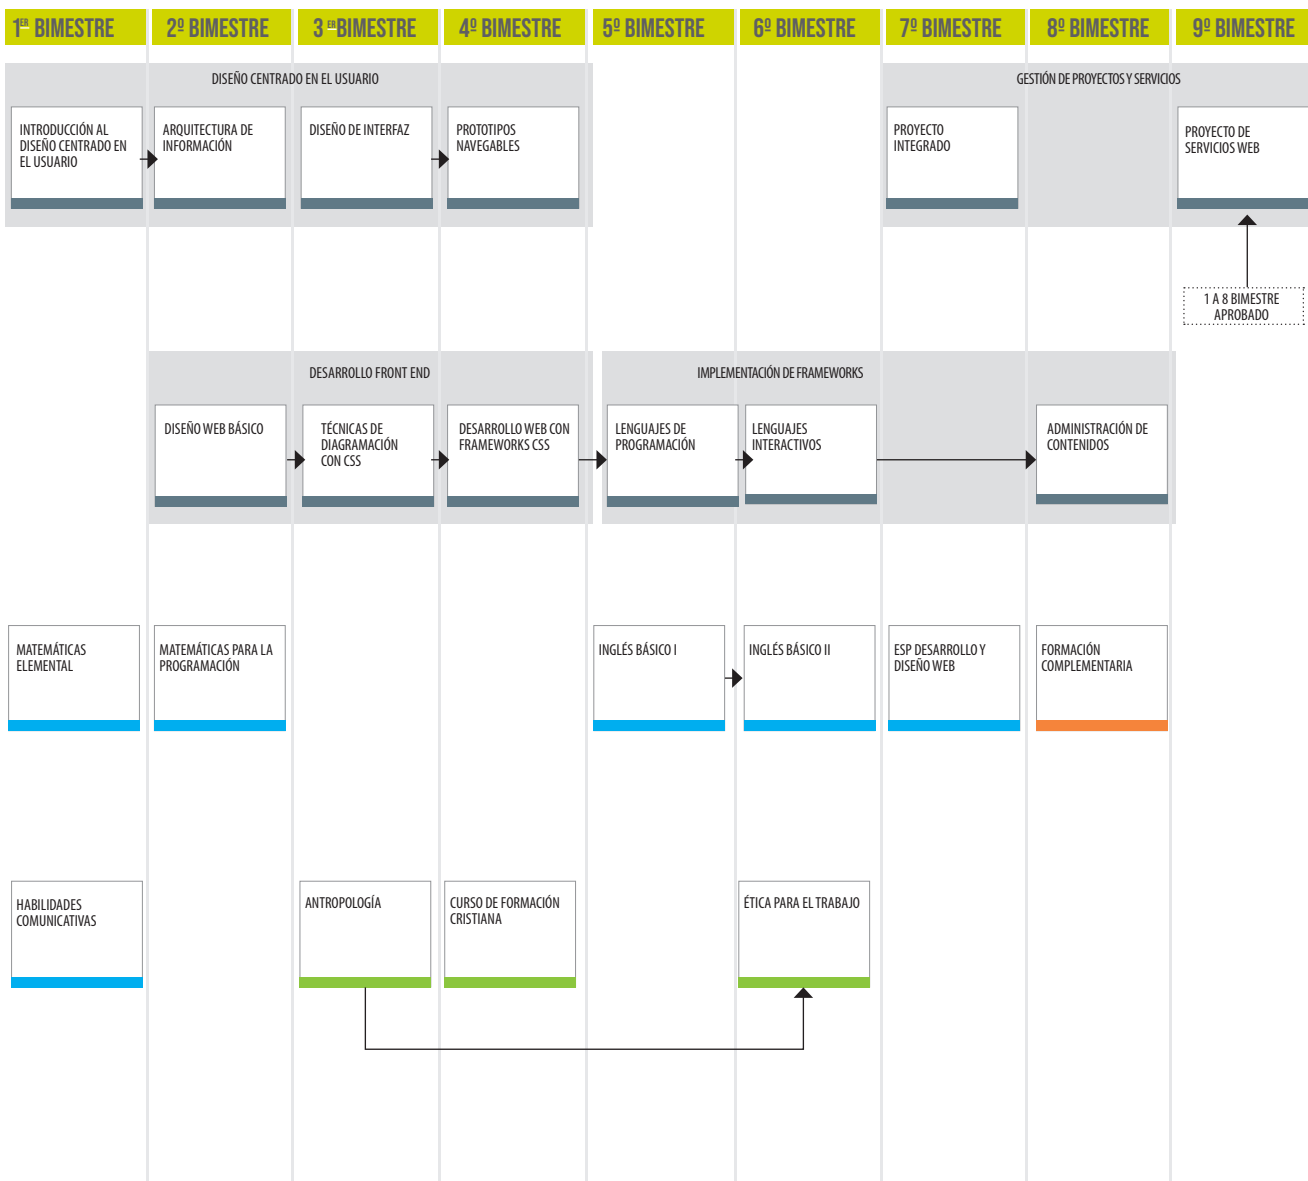 1ER BIMESTRE
2º BIMESTRE
3 ERBIMESTRE
4º BIMESTRE
5º BIMESTRE
6º BIMESTRE
7º BIMESTRE
8º BIMESTRE
9º BIMESTRE
DISEÑO CENTRADO EN EL USUARIO
GESTIÓN DE PROYECTOS Y SERVICIOS
INTRODUCCIÓN AL
DISEÑO CENTRADO EN
EL USUARIO
ARQUITECTURA DE
INFORMACIÓN
DISEÑO DE INTERFAZ
PROTOTIPOS
NAVEGABLES
PROYECTO
INTEGRADO
PROYECTO DE
SERVICIOS WEB
1 A 8 BIMESTRE
APROBADO
DESARROLLO FRONT END
IMPLEMENTACIÓN DE FRAMEWORKS
DISEÑO WEB BÁSICO
TÉCNICAS DE
DIAGRAMACIÓN
CON CSS
DESARROLLO WEB CON
FRAMEWORKS CSS
LENGUAJES DE
PROGRAMACIÓN
LENGUAJES
INTERACTIVOS
ADMINISTRACIÓN DE
CONTENIDOS
MATEMÁTICAS
ELEMENTAL
MATEMÁTICAS PARA LA
PROGRAMACIÓN
INGLÉS BÁSICO I
INGLÉS BÁSICO II
ESP DESARROLLO Y
DISEÑO WEB
FORMACIÓN
COMPLEMENTARIA
HABILIDADES
COMUNICATIVAS
ANTROPOLOGÍA
CURSO DE FORMACIÓN
CRISTIANA
ÉTICA PARA EL TRABAJO